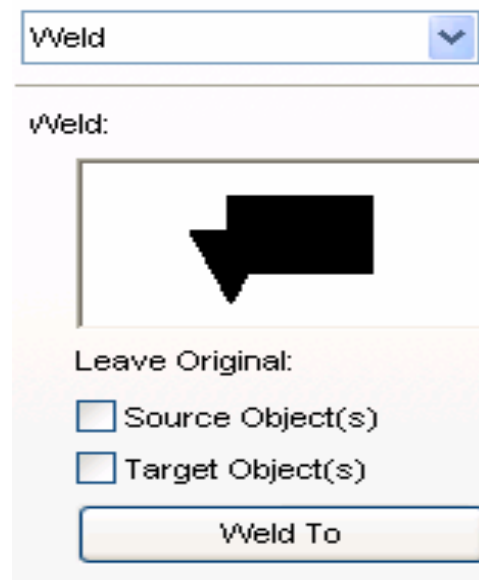 Weld
Weld:
Leave Original:
Source Object(s)
Target Object(s)
Weld To